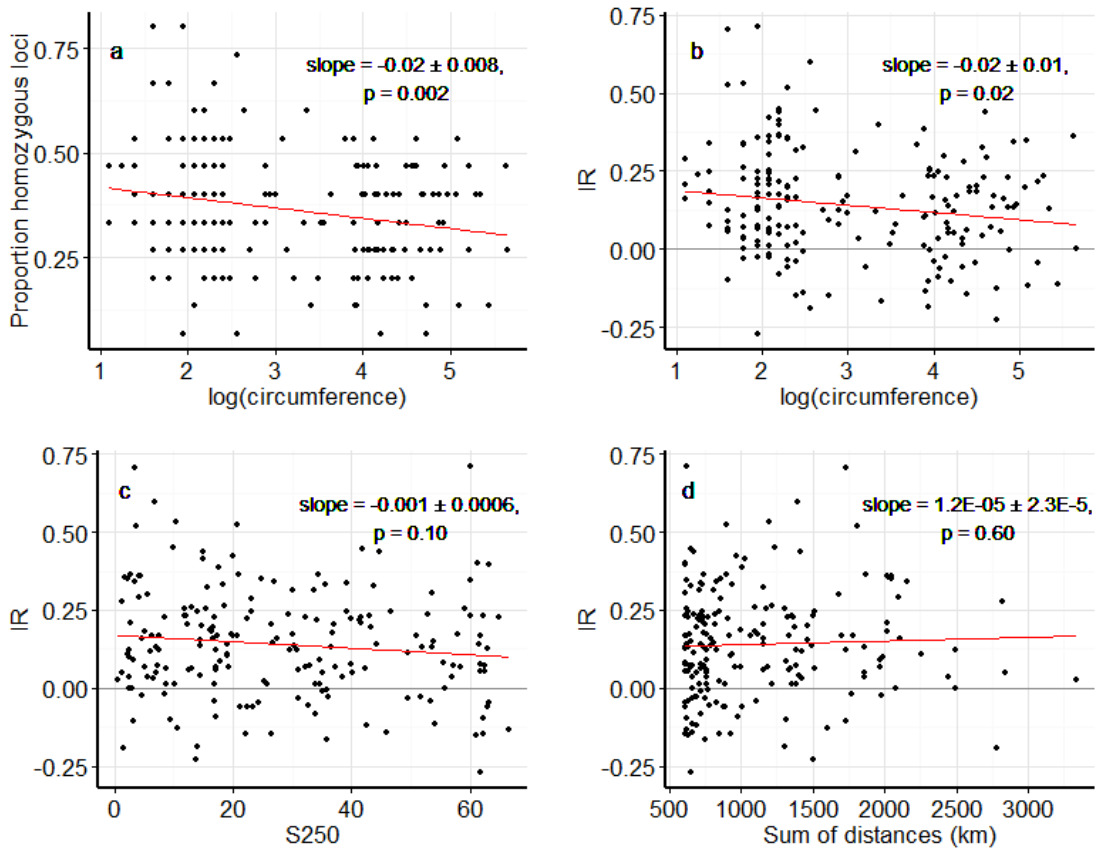 a
slope = -0.02 ± 0.008,
p = 0.002
Proportion homozygous loci
0.75
0.50
0.25
1 2 3 4 5
log(circumference)
b
slope = -0.02 ± 0.01,
p = 0.02
IR
0.75
0.50
0.25
0.00
-0.25
1 2 3 4 5
log(circumference)
c
slope = -0.001 ± 0.0006,
p = 0.10
IR
0.75
0.50
0.25
0.00
-0.25
0 20 40 60
S250
d
slope = 1.2E-05 ± 2.3E-5,
p = 0.60
IR
0.75
0.50
0.25
0.00
-0.25
500 1000 1500 2000 2500 3000
Sum of distances (km)